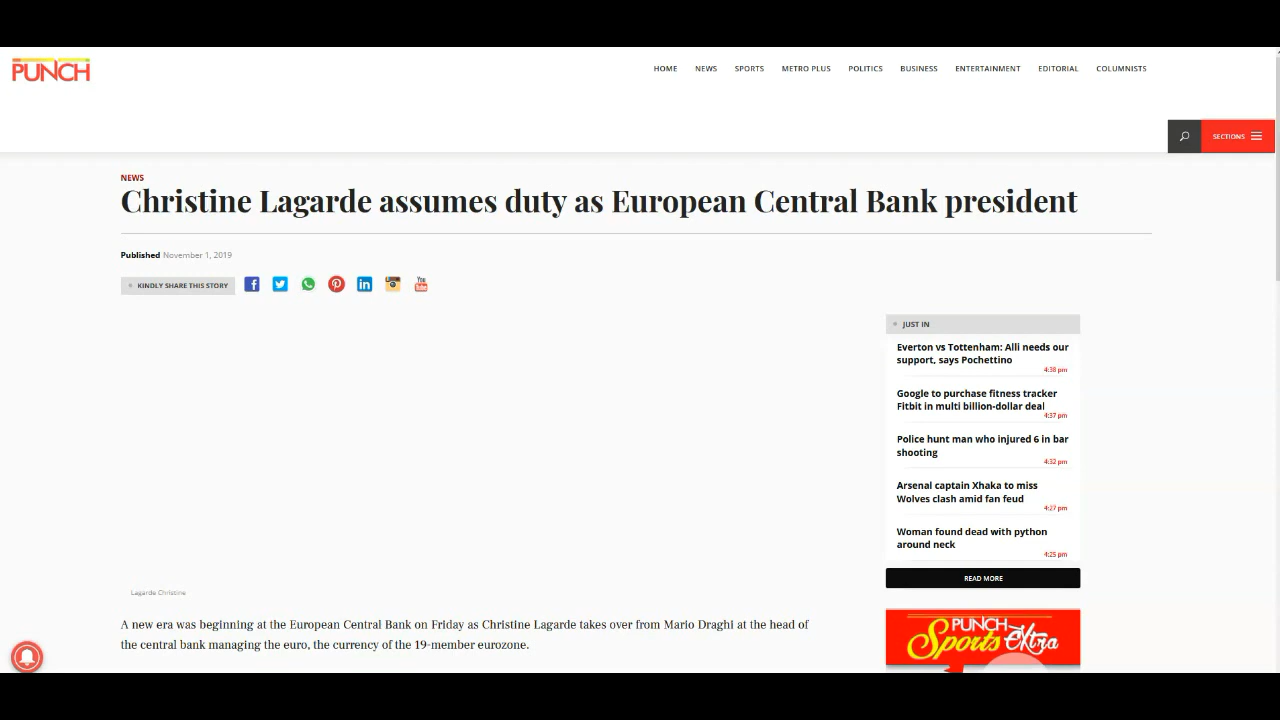 PUNCH
HOME NEWS SPORTS METRO PLUS POLITICS BUSINESS ENTERTAINMENT EDITORIAL COLUMNISTS
SECTIONS
NEWS
Christine Lagarde assumes duty as European Central Bank president
Published November 1, 2019
KINDLY SHARE THIS STORY
You
Lagarde Christine
A new era was beginning at the European Central Bank on Friday as Christine Lagarde takes over from Mario Draghi at the head of
the central bank managing the euro, the currency of the 19-member eurozone.
JUST IN
Everton vs Tottenham: Alli needs our
support, says Pochettino
4:38 pm
Google to purchase fitness tracker
Fitbit in multi billion-dollar deal
4:37 pm
Police hunt man who injured 6 in bar
shooting
4:32 pm
Arsenal captain Xhaka to miss
Wolves clash amid fan feud
4:27 pm
Woman found dead with python
around neck
4:25 pm
READ MORE
PUNCH
Sports Extra